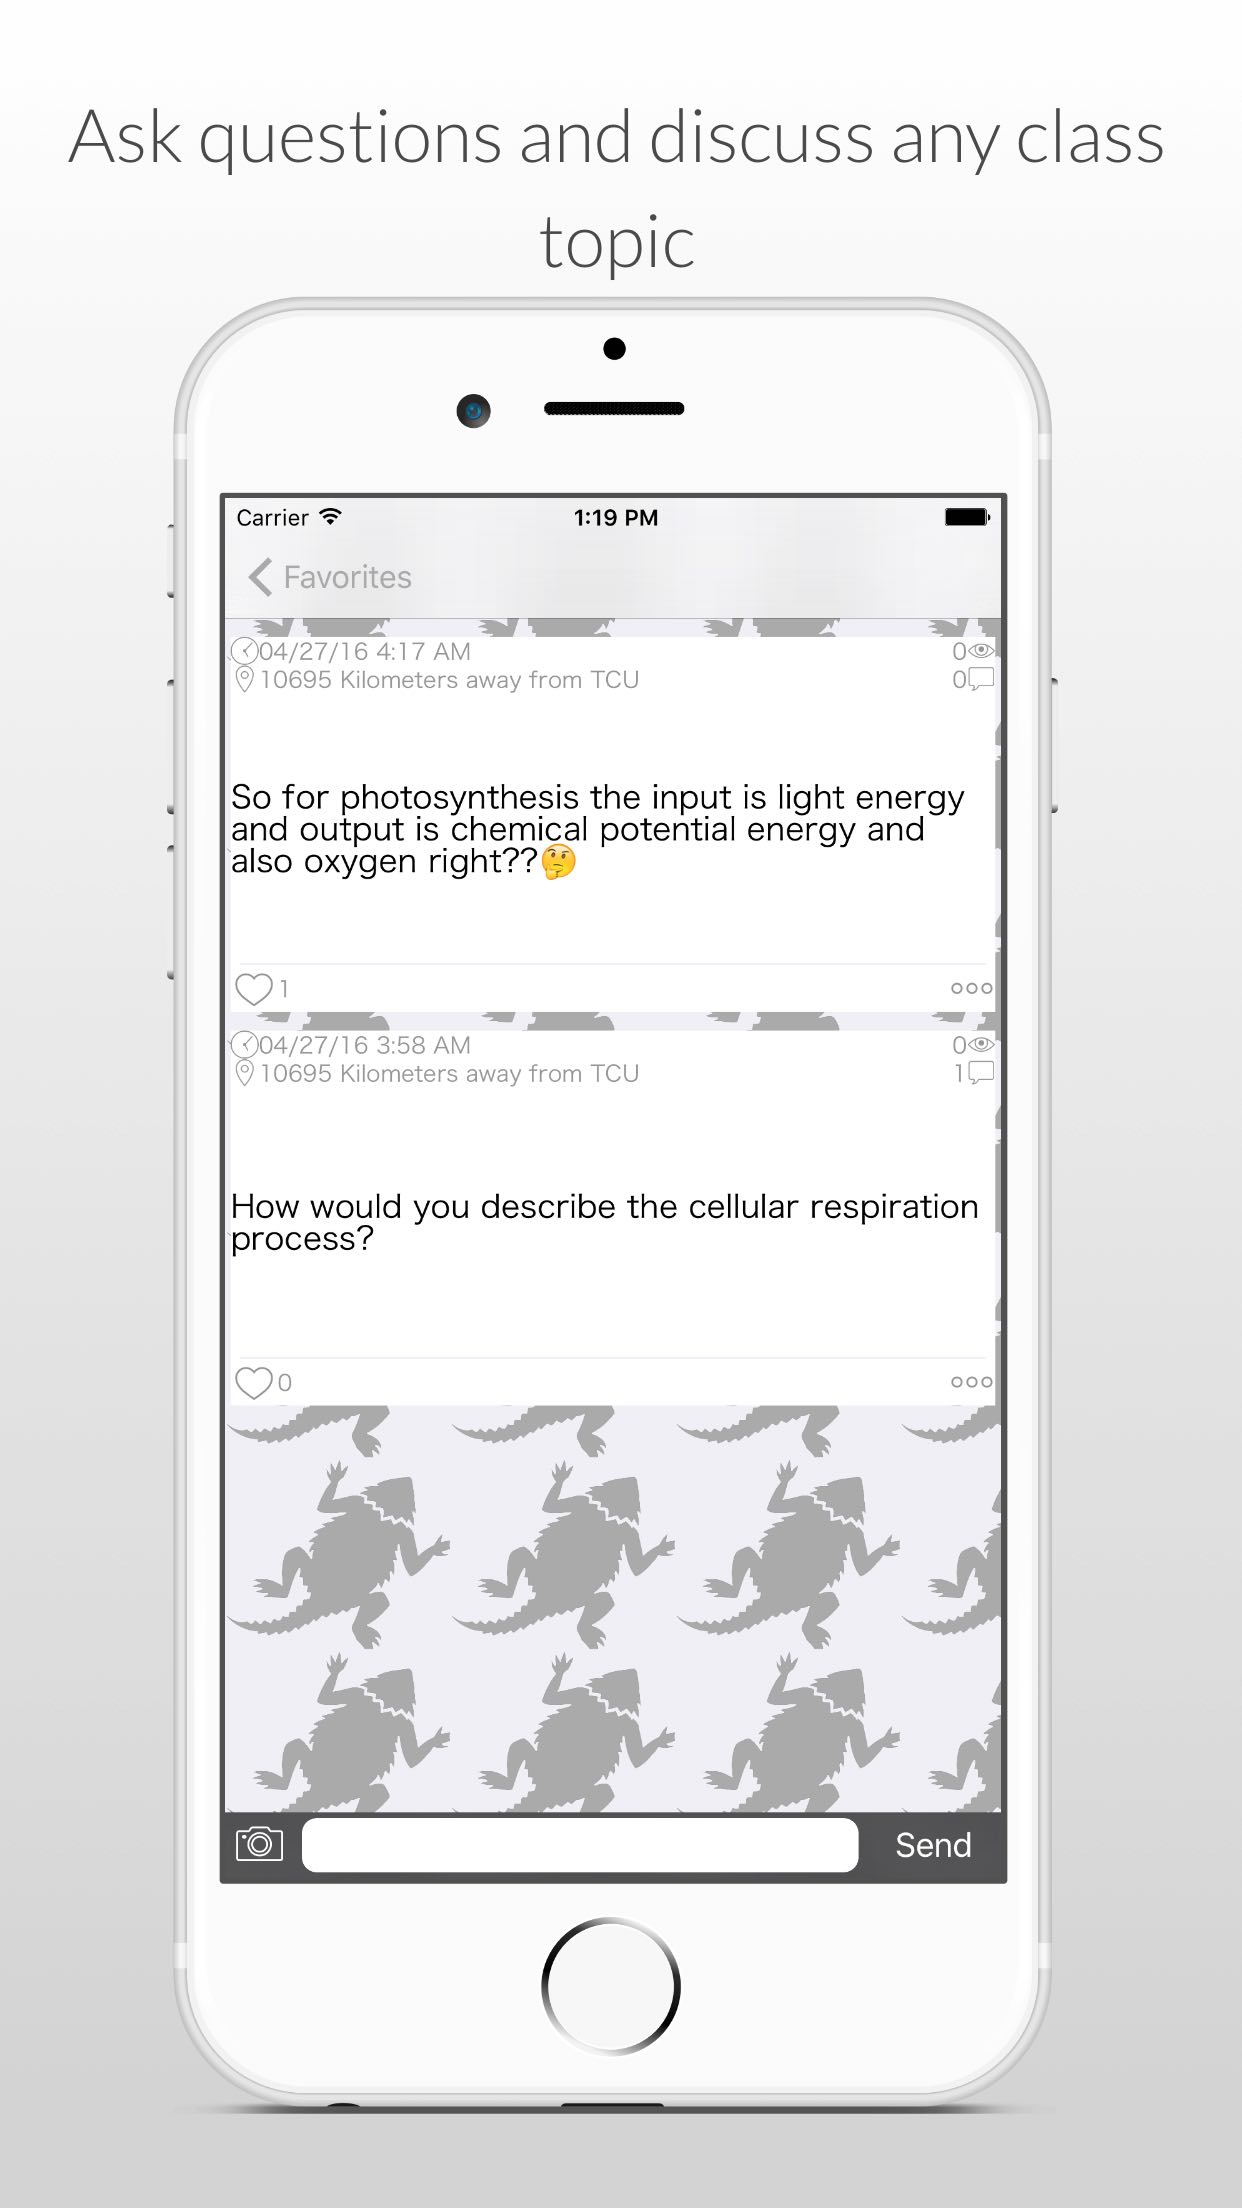 Ask questions and discuss any class
topic
Carrier 1:19 PM
Favorites
04/27/16 4:17 AM 0
10695 Kilometers away from TCU 0
So for photosynthesis the input is light energy
and output is chemical potential energy and
also oxygen right??🤔
1
04/27/16 3:58 AM 0
10695 Kilometers away from TCU 1
How would you describe the cellular respiration
process?
0
Send